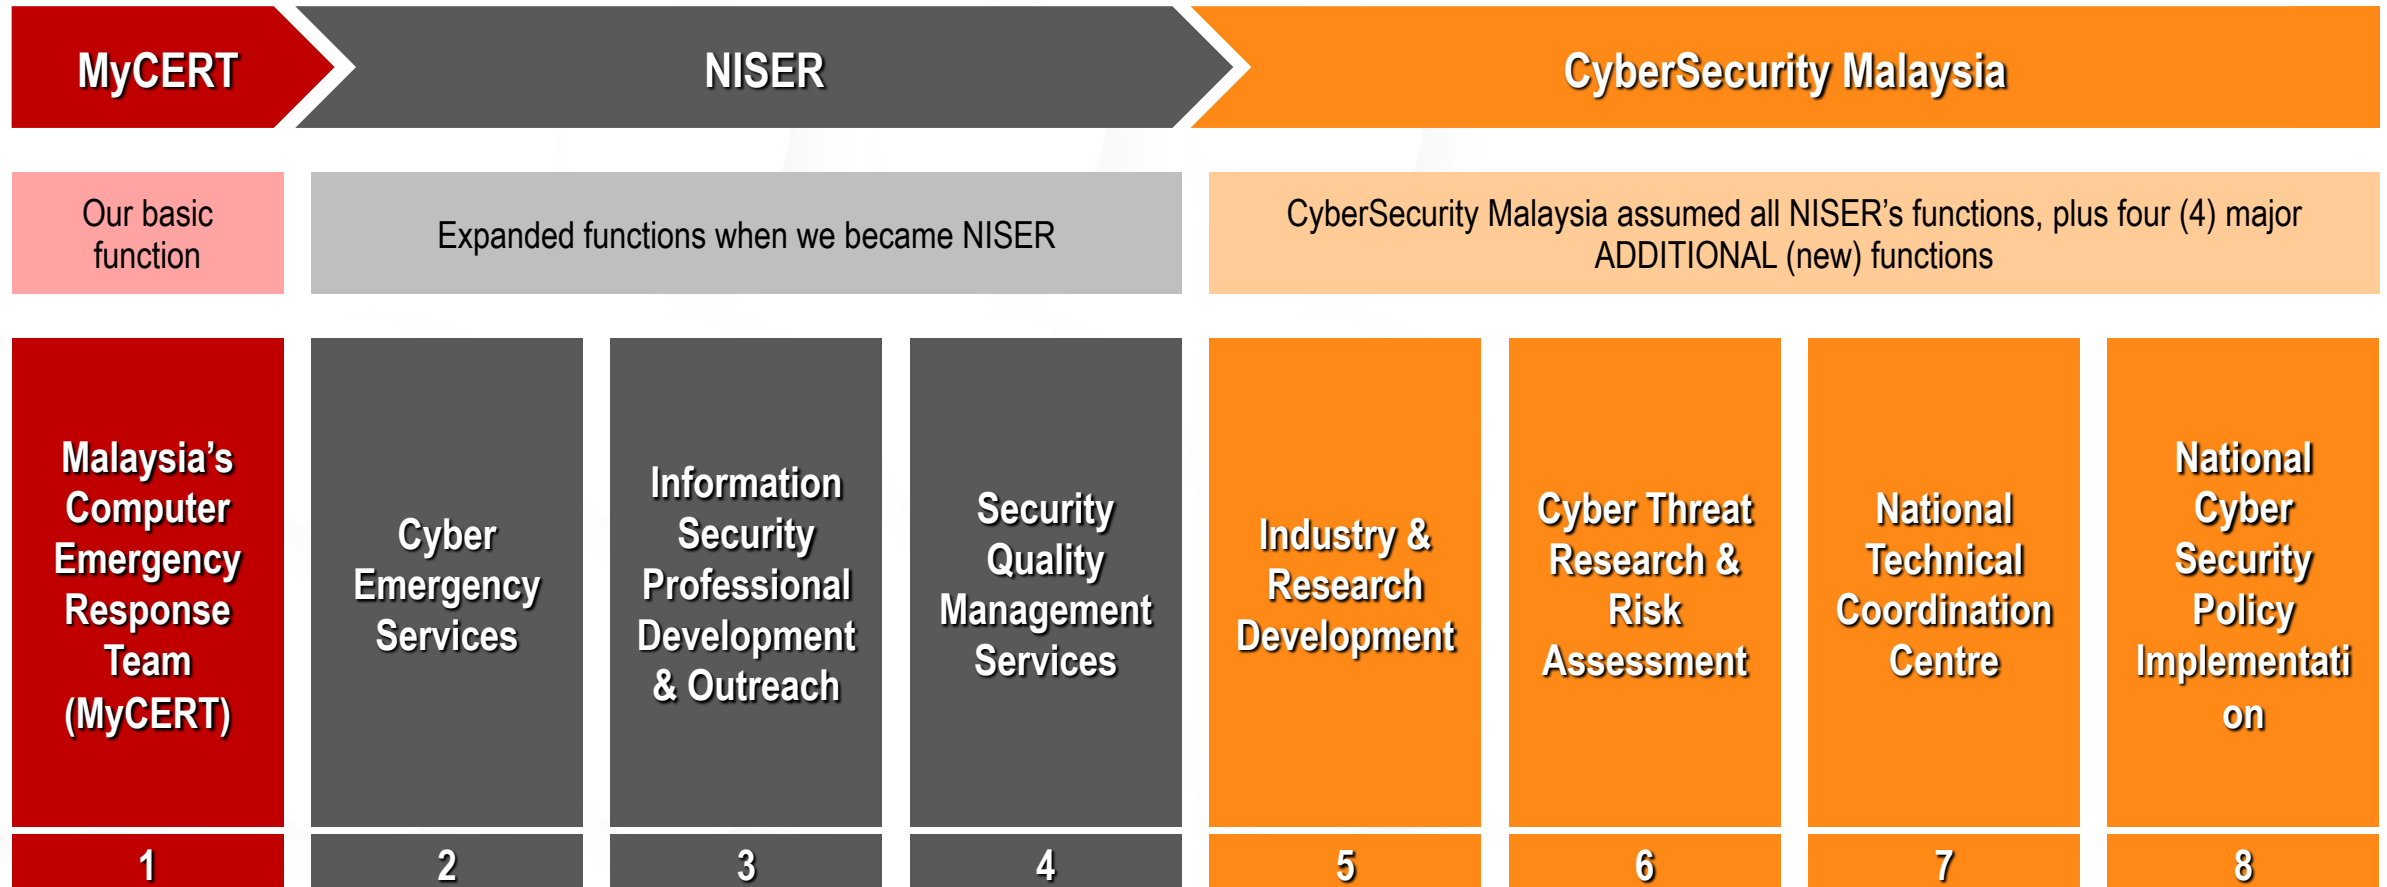 MyCERT
NISER
CyberSecurity Malaysia
Our basic
function
Expanded functions when we became NISER
CyberSecurity Malaysia assumed all NISER’s functions, plus four (4) major
ADDITIONAL (new) functions
Malaysia’s
Computer
Emergency
Response
Team
(MyCERT)
Cyber
Emergency
Services
Information
Security
Professional
Development
& Outreach
Security
Quality
Management
Services
Industry &
Research
Development
Cyber Threat
Research &
Risk
Assessment
National
Technical
Coordination
Centre
National
Cyber
Security
Policy
Implementati
on
1
2
3
4
5
6
7
8